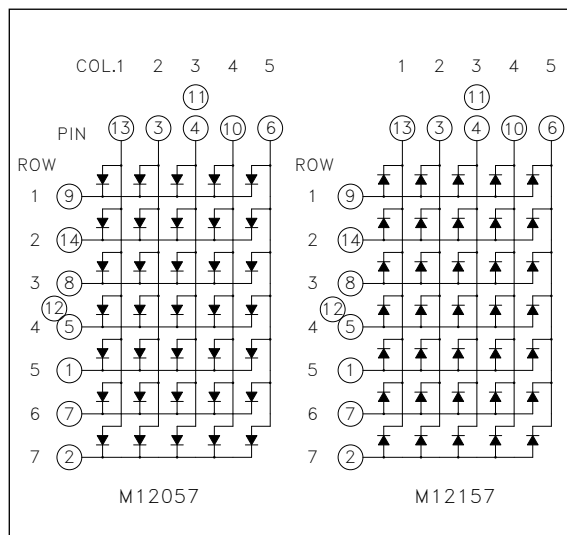 COL.1 2 3 4 5 1 2 3 4 5
11 11
PIN 13 3 4 10 6 13 3 4 10 6
ROW ROW
1 9 1 9
2 14 2 14
3 8 3 8
12 12
4 5 4 5
5 1 5 1
6 7 6 7
7 2 7 2
M12057 M12157